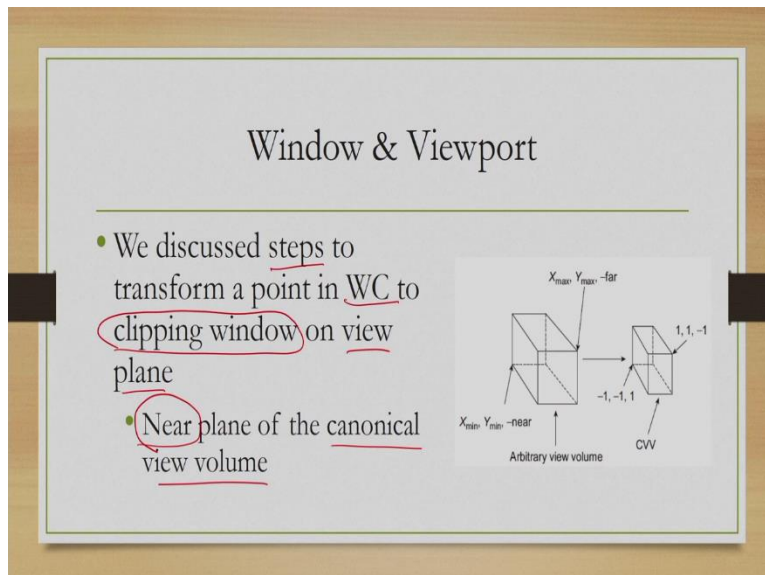 Window & Viewport
• We discussed steps to
transform a point in WC to
clipping window on view
plane
• Near plane of the canonical
view volume
Xmax, Ymax, –far
1, 1, –1
–1, –1, 1
Xmin, Ymin, –near
CVV
Arbitrary view volume